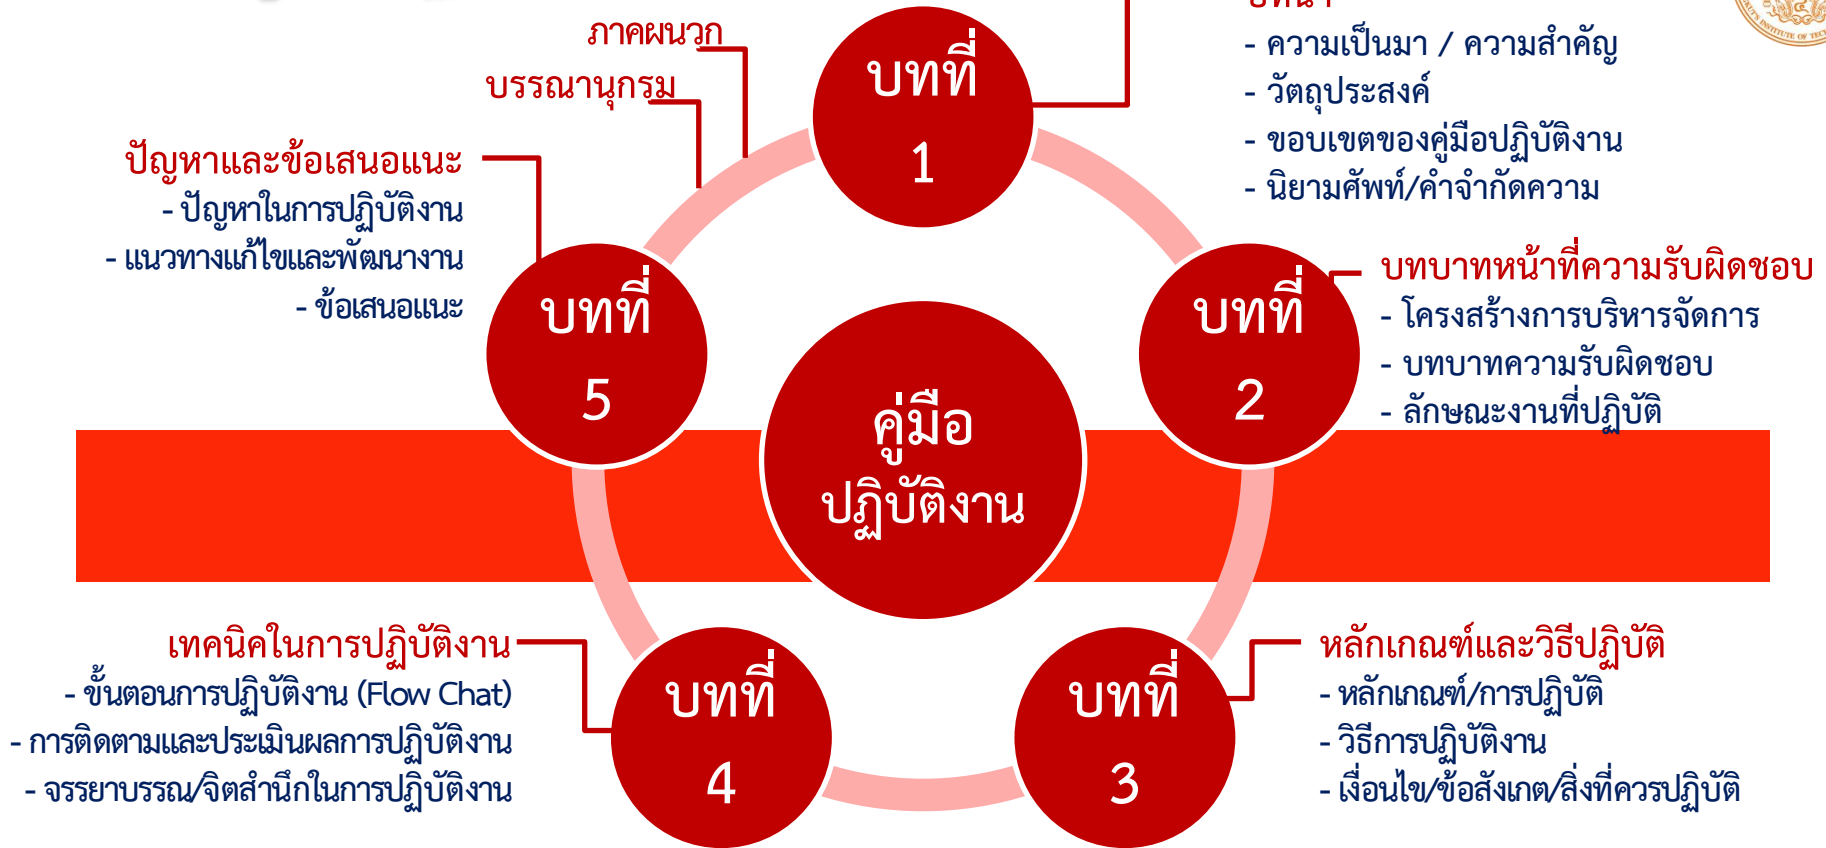 ภาคผนวก
บรรณานุกรม
บทที่
1
- ความเป็นมา / ความสำคัญ
- วัตถุประสงค์
- ขอบเขตของคู่มือปฏิบัติงาน
- นิยามศัพท์/คำจำกัดความ
ปัญหาและข้อเสนอแนะ
- ปัญหาในการปฏิบัติงาน
- แนวทางแก้ไขและพัฒนางาน
- ข้อเสนอแนะ
บทที่
5
บทที่
2
บทบาทหน้าที่ความรับผิดชอบ
- โครงสร้างการบริหารจัดการ
- บทบาทความรับผิดชอบ
- ลักษณะงานที่ปฏิบัติ
คู่มือ
ปฏิบัติงาน
เทคนิคในการปฏิบัติงาน
- ขั้นตอนการปฏิบัติงาน (Flow Chat)
- การติดตามและประเมินผลการปฏิบัติงาน
- จรรยาบรรณ/จิตสำนึกในการปฏิบัติงาน
บทที่
4
บทที่
3
หลักเกณฑ์และวิธีปฏิบัติ
- หลักเกณฑ์/การปฏิบัติ
- วิธีการปฏิบัติงาน
- เงื่อนไข/ข้อสังเกต/สิ่งที่ควรปฏิบัติ